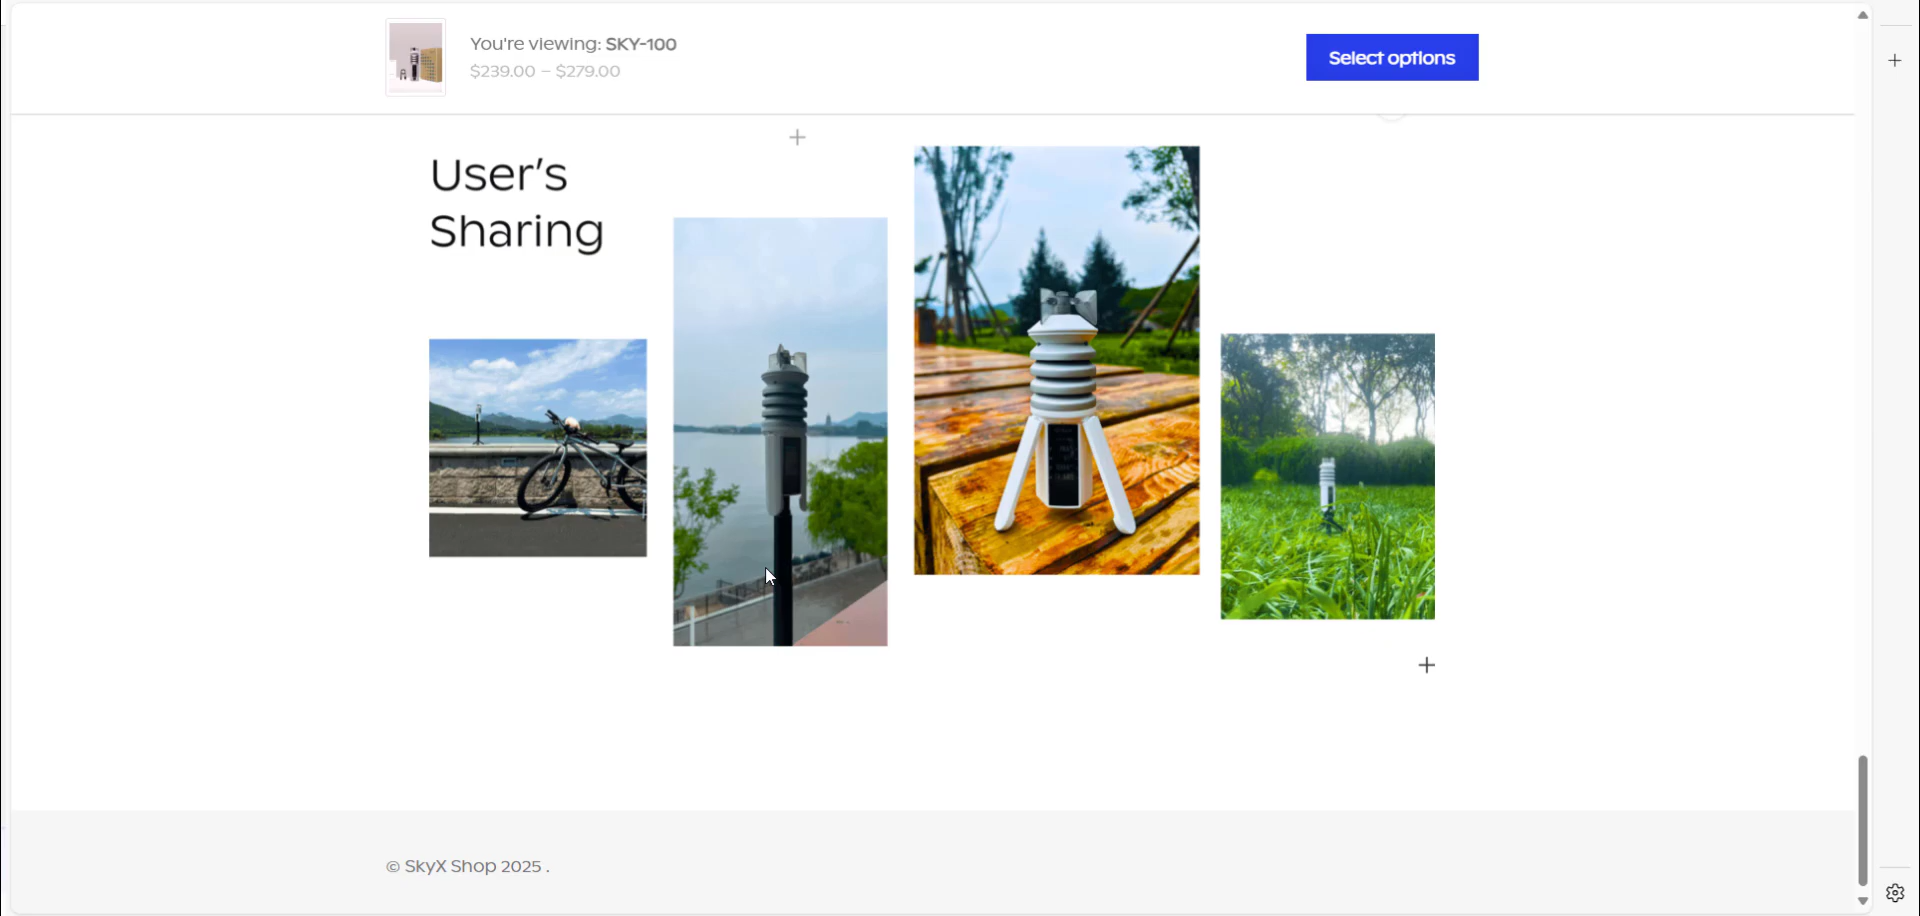 You're viewing: SKY-100
$239.00 – $279.00
Select options
User's
Sharing
© SkyX Shop 2025 .